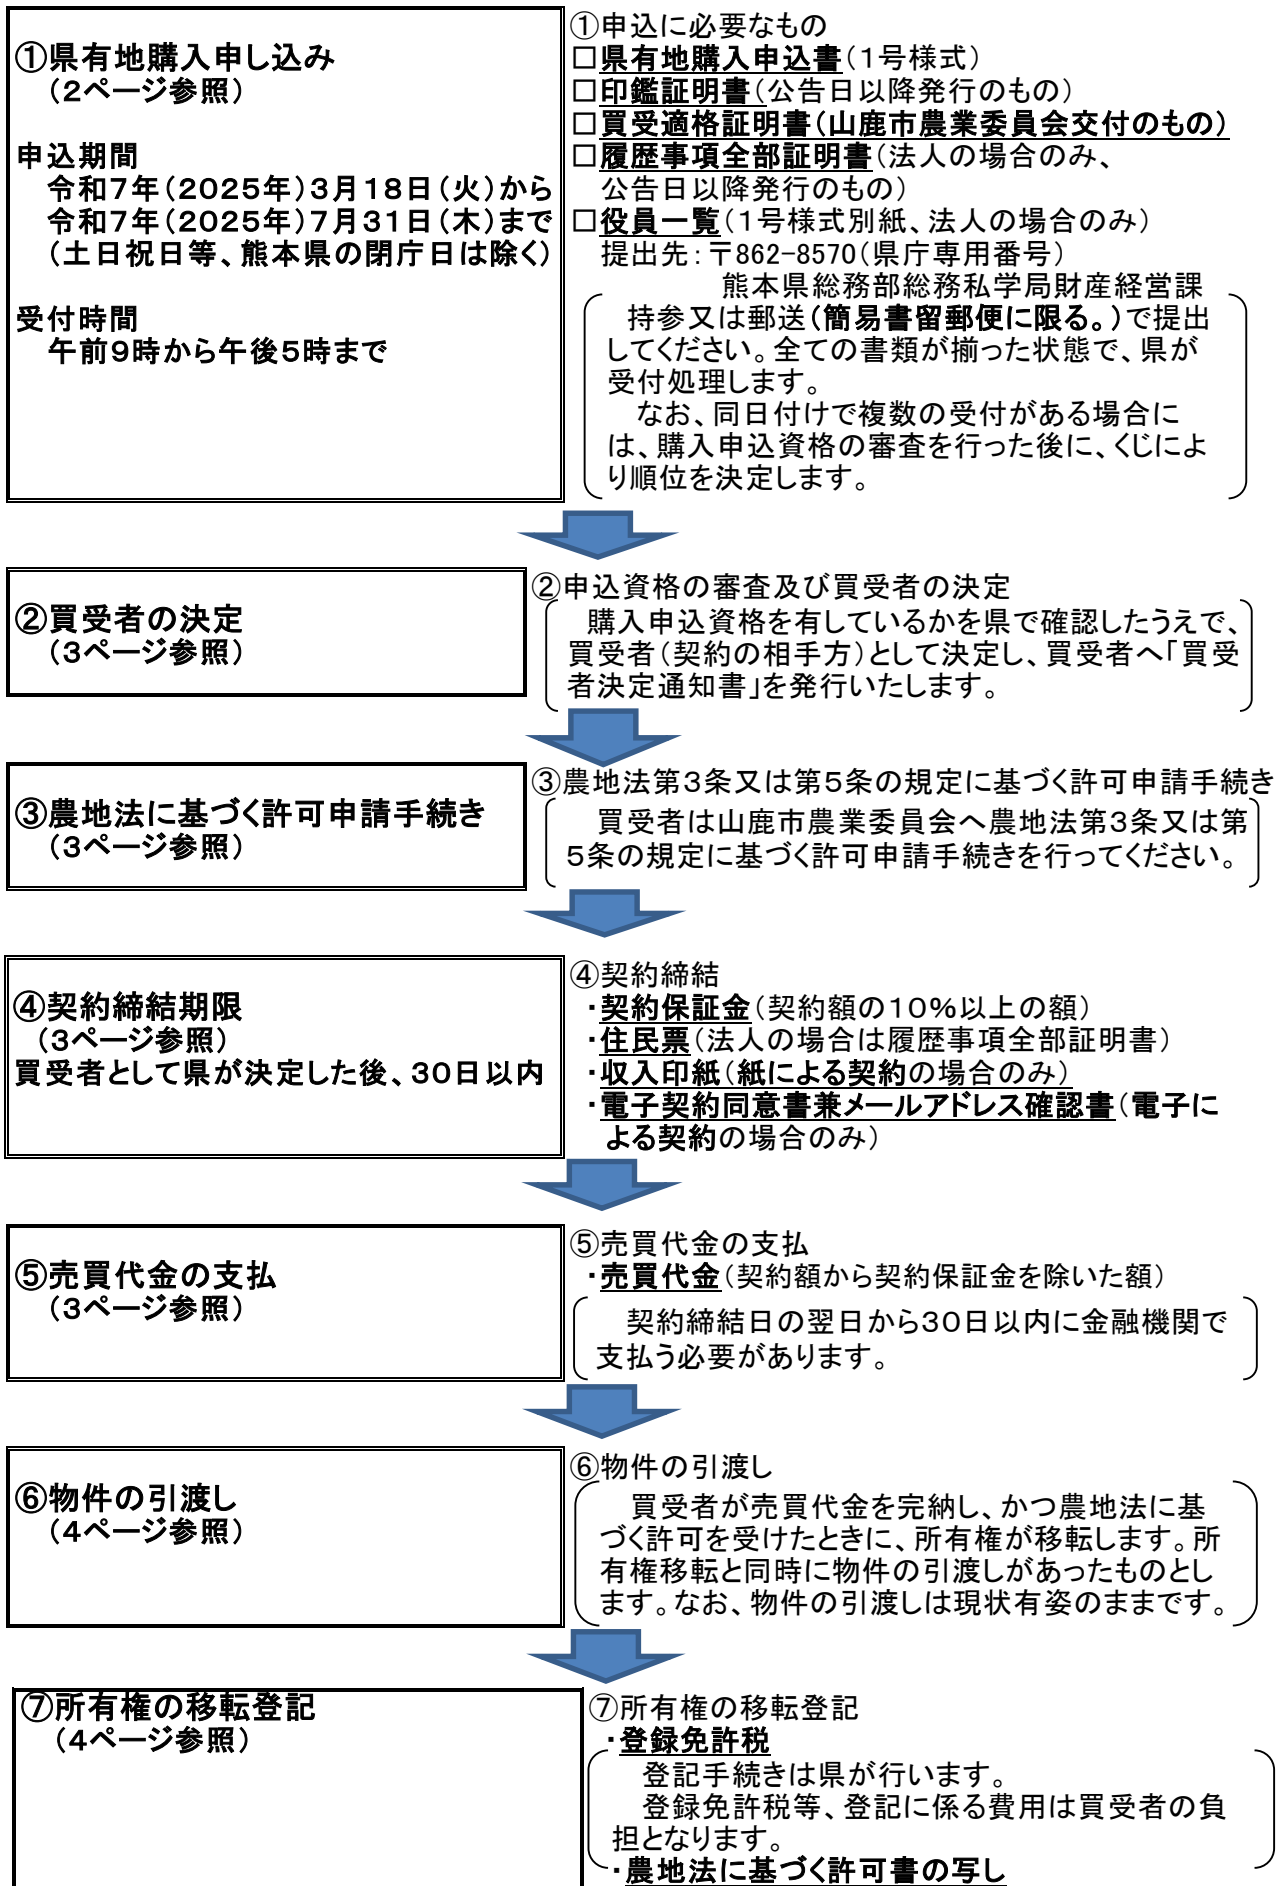 ①県有地購入申し込み
（２ページ参照）
申込期間
令和７年（２０２５年）３月１８日（火）から
令和７年（２０２５年）７月３１日（木）まで
（土日祝日等、熊本県の閉庁日は除く）
受付時間
午前９時から午後５時まで
①申込に必要なもの
□県有地購入申込書（１号様式）
□印鑑証明書（公告日以降発行のもの）
□買受適格証明書（山鹿市農業委員会交付のもの）
□履歴事項全部証明書（法人の場合のみ、
公告日以降発行のもの）
□役員一覧（１号様式別紙、法人の場合のみ）
提出先：〒862-8570（県庁専用番号）
熊本県総務部総務私学局財産経営課
持参又は郵送（簡易書留郵便に限る。）で提出
してください。全ての書類が揃った状態で、県が
受付処理します。
なお、同日付けで複数の受付がある場合に
は、購入申込資格の審査を行った後に、くじによ
り順位を決定します。
②買受者の決定
（３ページ参照）
②申込資格の審査及び買受者の決定
購入申込資格を有しているかを県で確認したうえで、
買受者（契約の相手方）として決定し、買受者へ「買受
者決定通知書」を発行いたします。
③農地法に基づく許可申請手続き
（３ページ参照）
③農地法第３条又は第５条の規定に基づく許可申請手続き
買受者は山鹿市農業委員会へ農地法第３条又は第
５条の規定に基づく許可申請手続きを行ってください。
④契約締結期限
（３ページ参照）
買受者として県が決定した後、３０日以内
④契約締結
・契約保証金（契約額の１０％以上の額）
・住民票（法人の場合は履歴事項全部証明書）
・収入印紙（紙による契約の場合のみ）
・電子契約同意書兼メールアドレス確認書（電子に
よる契約の場合のみ）
⑤売買代金の支払
（３ページ参照）
⑤売買代金の支払
・売買代金（契約額から契約保証金を除いた額）
契約締結日の翌日から３０日以内に金融機関で
支払う必要があります。
⑥物件の引渡し
（４ページ参照）
⑥物件の引渡し
買受者が売買代金を完納し、かつ農地法に基
づく許可を受けたときに、所有権が移転します。所
有権移転と同時に物件の引渡しがあったものとし
ます。なお、物件の引渡しは現状有姿のままです。
⑦所有権の移転登記
（４ページ参照）
⑦所有権の移転登記
・登録免許税
登記手続きは県が行います。
登録免許税等、登記に係る費用は買受者の負
担となります。
・農地法に基づく許可書の写し